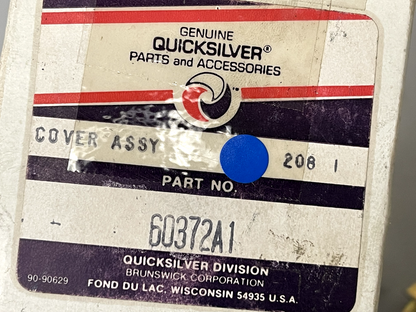 GENUINE
QUICKSILVER®
PARTS and ACCESSORIES
COVER ASSY 208 1
PART NO.
60372A1
QUICKSILVER DIVISION
BRUNSWICK CORPORATION
90-90629 FOND DU LAC, WISCONSIN 54935 U.S.A.